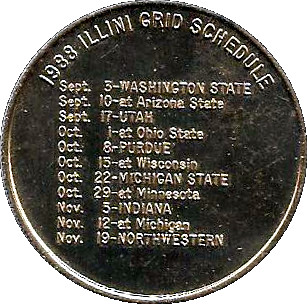 1988 ILLINI GRID SCHEDULE
Sept. 3-WASHINGTON STATE
Sept. 10-at Arizona State
Sept. 17-UTAH
Oct. 1-at Ohio State
Oct. 8-PURDUE
Oct. 15-at Wisconsin
Oct. 22-MICHIGAN STATE
Oct. 29-at Minnesota
Nov. 5-INDIANA
Nov. 12-at Michigan
Nov. 19-NORTHWESTERN